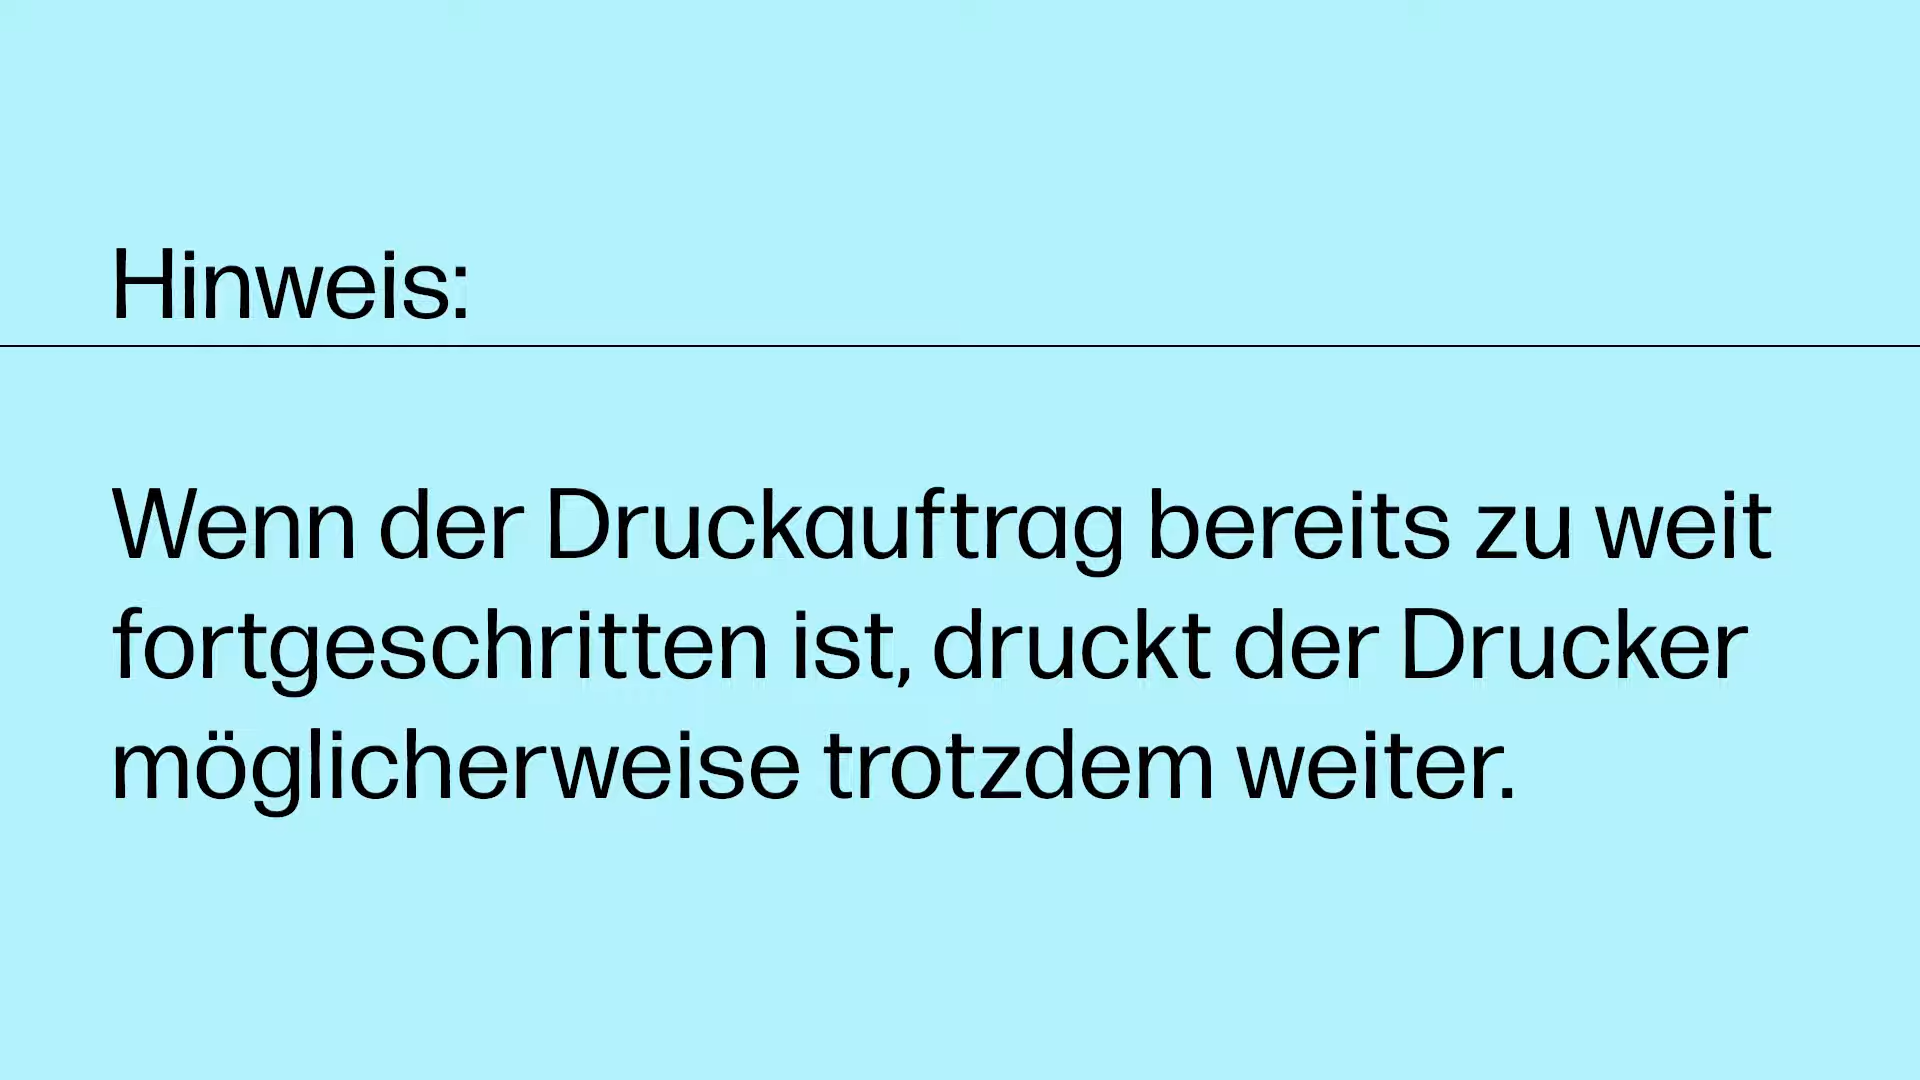 Hinweis:
Wenn der Druckauftrag bereits zu weit
fortgeschritten ist, druckt der Drucker
möglicherweise trotzdem weiter.